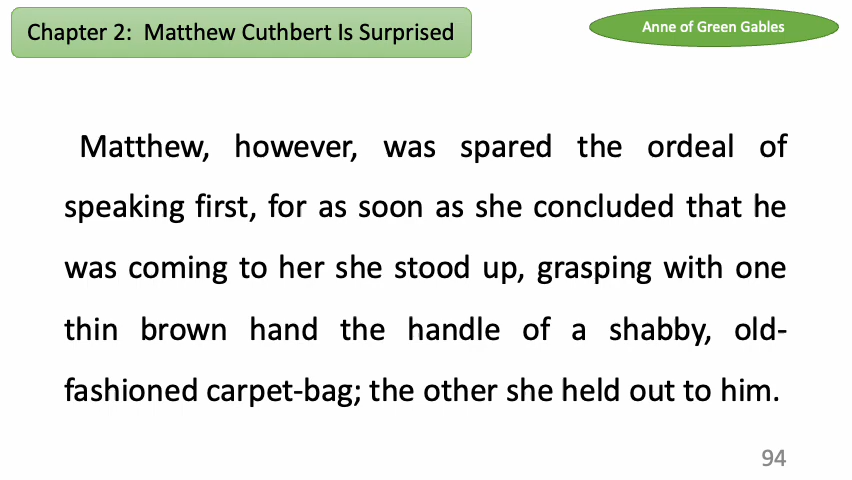 Chapter 2:  Matthew Cuthbert Is Surprised
Anne of Green Gables
Matthew, however, was spared the ordeal of
speaking first, for as soon as she concluded that he
was coming to her she stood up, grasping with one
thin brown hand the handle of a shabby, old-
fashioned carpet-bag; the other she held out to him.
94